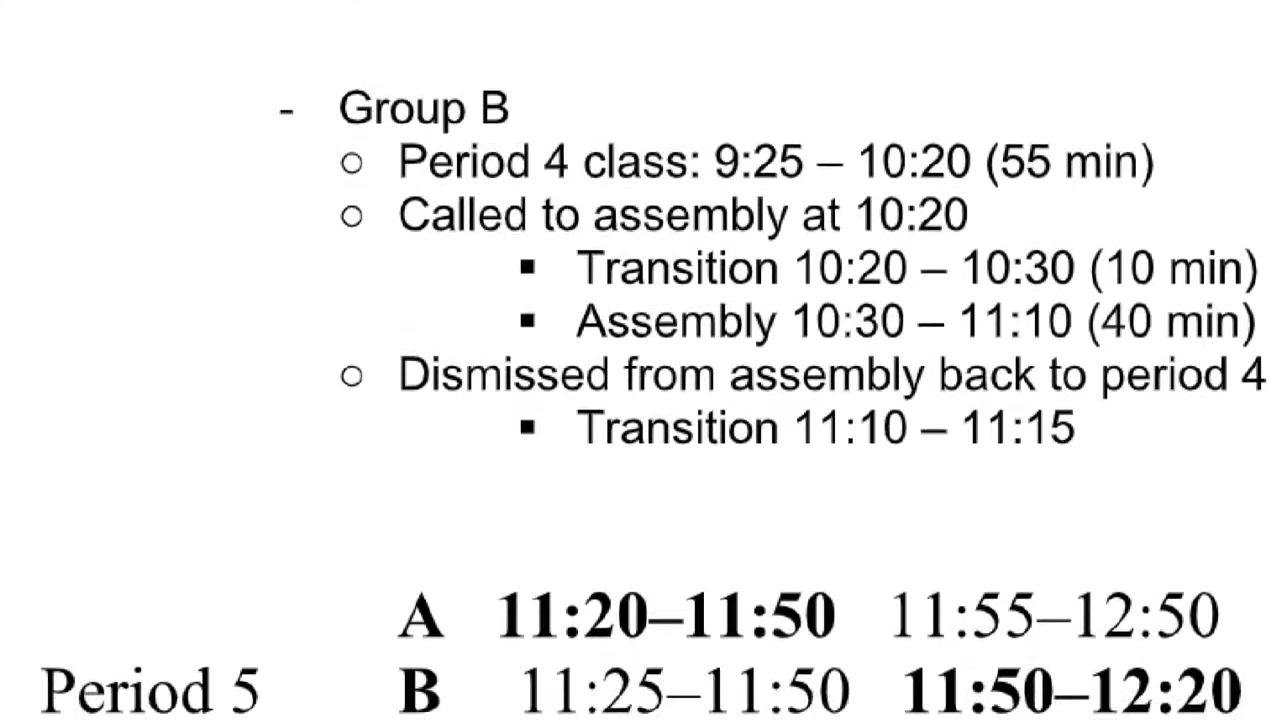 - Group B
○ Period 4 class: 9:25 – 10:20 (55 min)
○ Called to assembly at 10:20
▪ Transition 10:20 – 10:30 (10 min)
▪ Assembly 10:30 – 11:10 (40 min)
○ Dismissed from assembly back to period 4
▪ Transition 11:10 – 11:15
A 11:20–11:50 11:55–12:50
Period 5 B 11:25–11:50 11:50–12:20